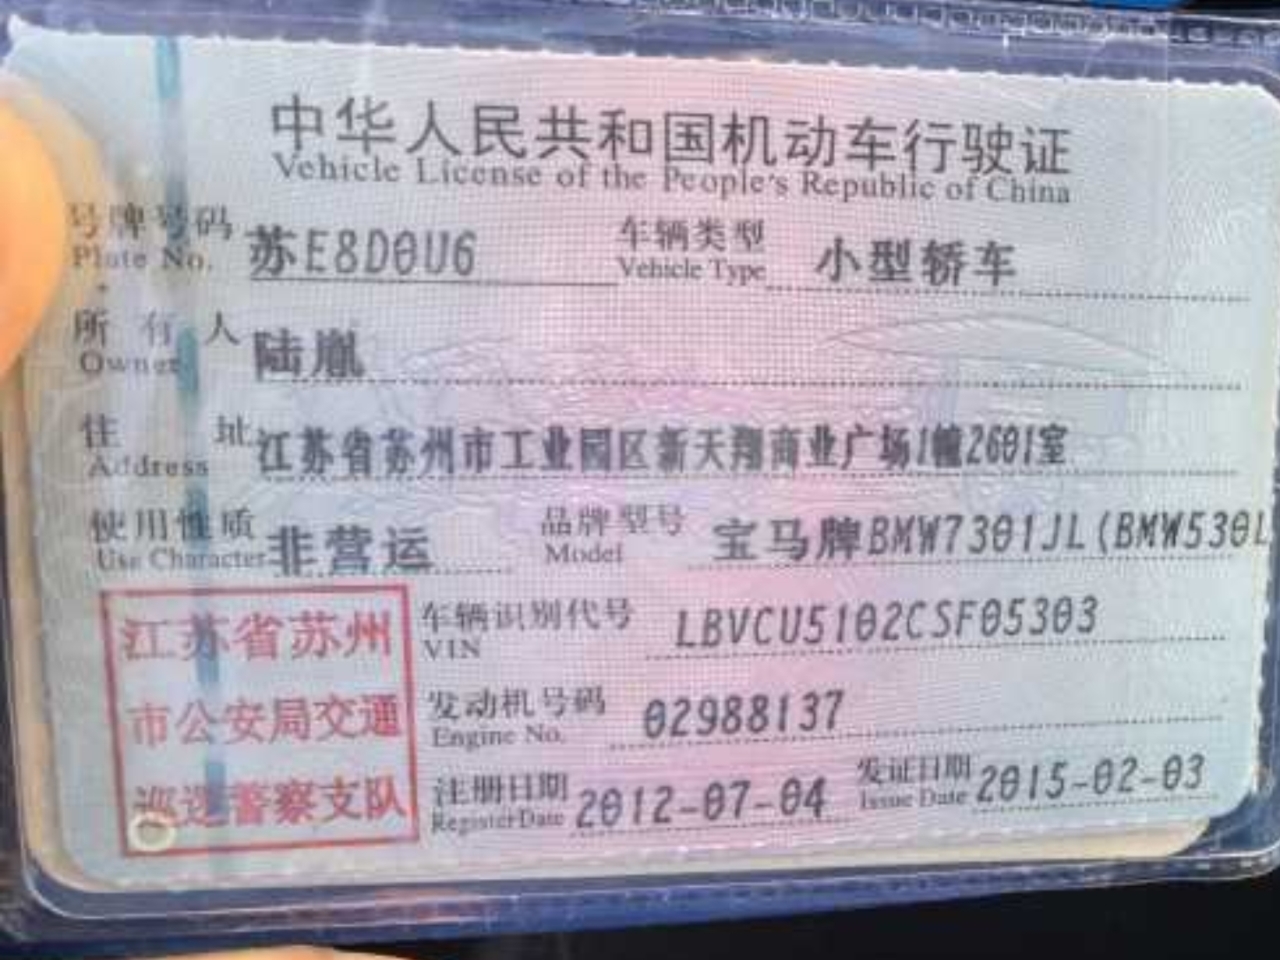 中华人民共和国机动车行驶证
Vehicle License of the People's Republic of China
号牌号码 苏E8D0U6 车辆类型 小型轿车
Plate No. Vehicle Type
所有人 陆胤
Owner
住址 江苏省苏州市工业园区新天翔商业广场1幢2601室
Address
使用性质 非营运 品牌型号 宝马牌BMW7301JL(BMW530L
Use Character Model
江苏省苏州
市公安局交通
巡逻警察支队
车辆识别代号 LBVCU5102CSF05303
VIN
发动机号码 02988137
Engine No.
注册日期 2012-07-04 发证日期 2015-02-03
Register Date Issue Date